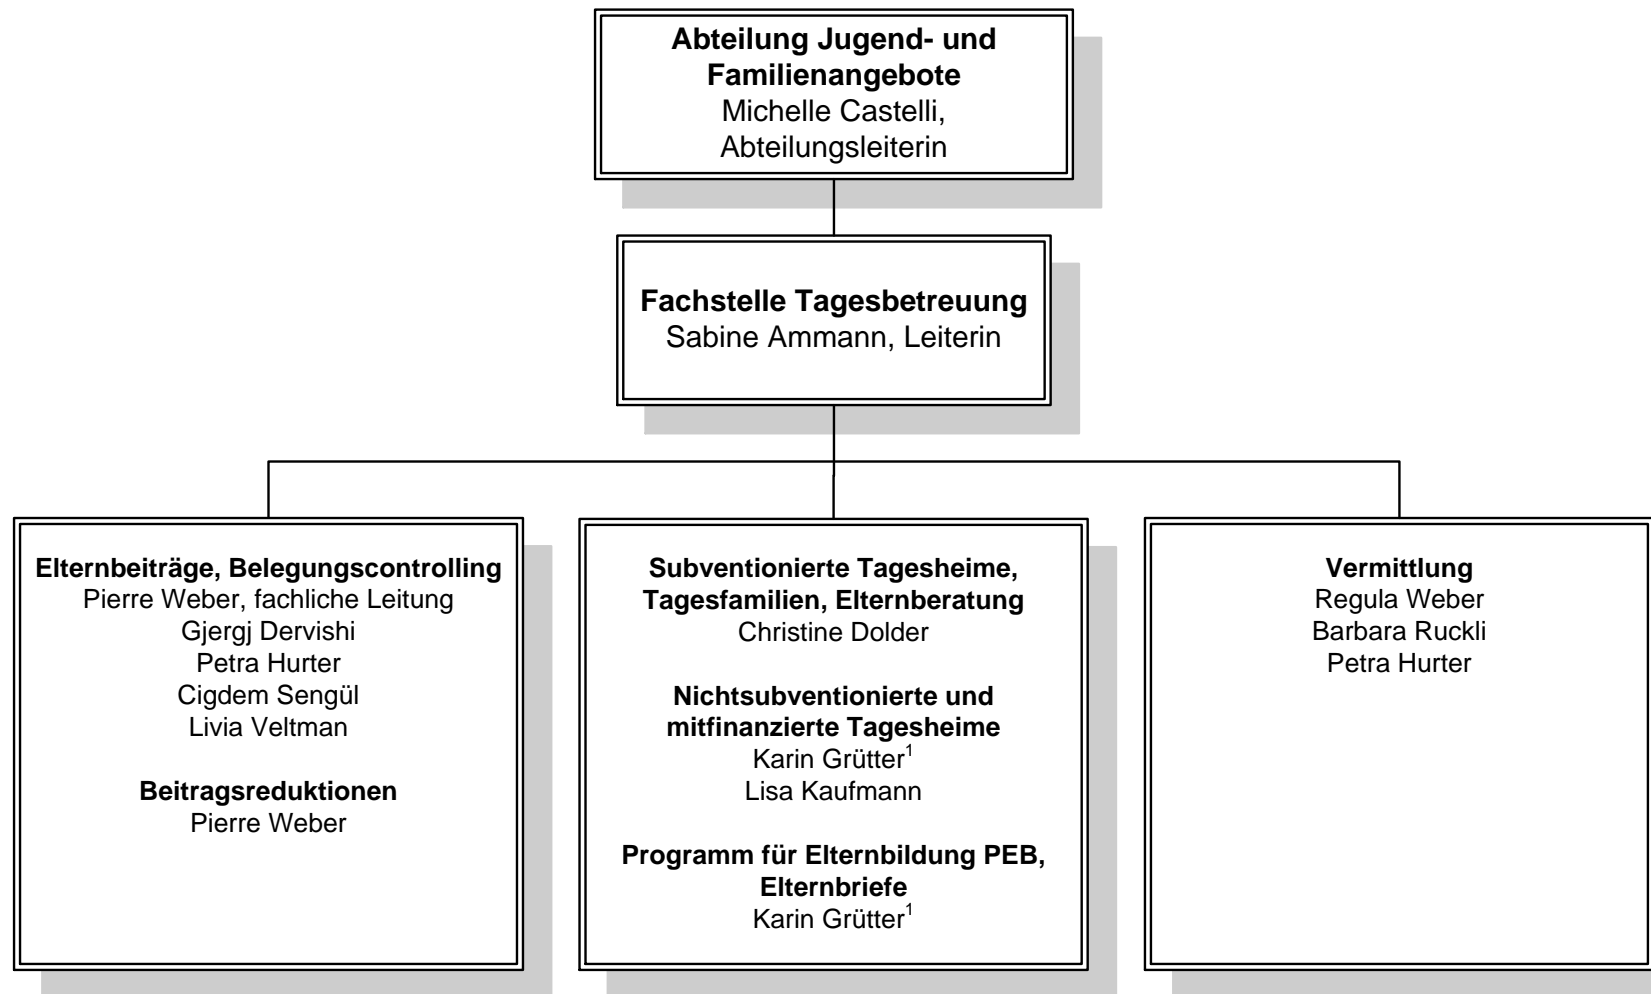 Abteilung Jugend- und
Familienangebote
Michelle Castelli,
Abteilungsleiterin
Fachstelle Tagesbetreuung
Sabine Ammann, Leiterin
Elternbeiträge, Belegungscontrolling
Pierre Weber, fachliche Leitung
Gjergj Dervishi
Petra Hurter
Cigdem Sengül
Livia Veltman
Beitragsreduktionen
Pierre Weber
Subventionierte Tagesheime,
Tagesfamilien, Elternberatung
Christine Dolder
Nichtsubventionierte und
mitfinanzierte Tagesheime
Karin Grütter¹
Lisa Kaufmann
Programm für Elternbildung PEB,
Elternbriefe
Karin Grütter¹
Vermittlung
Regula Weber
Barbara Ruckli
Petra Hurter